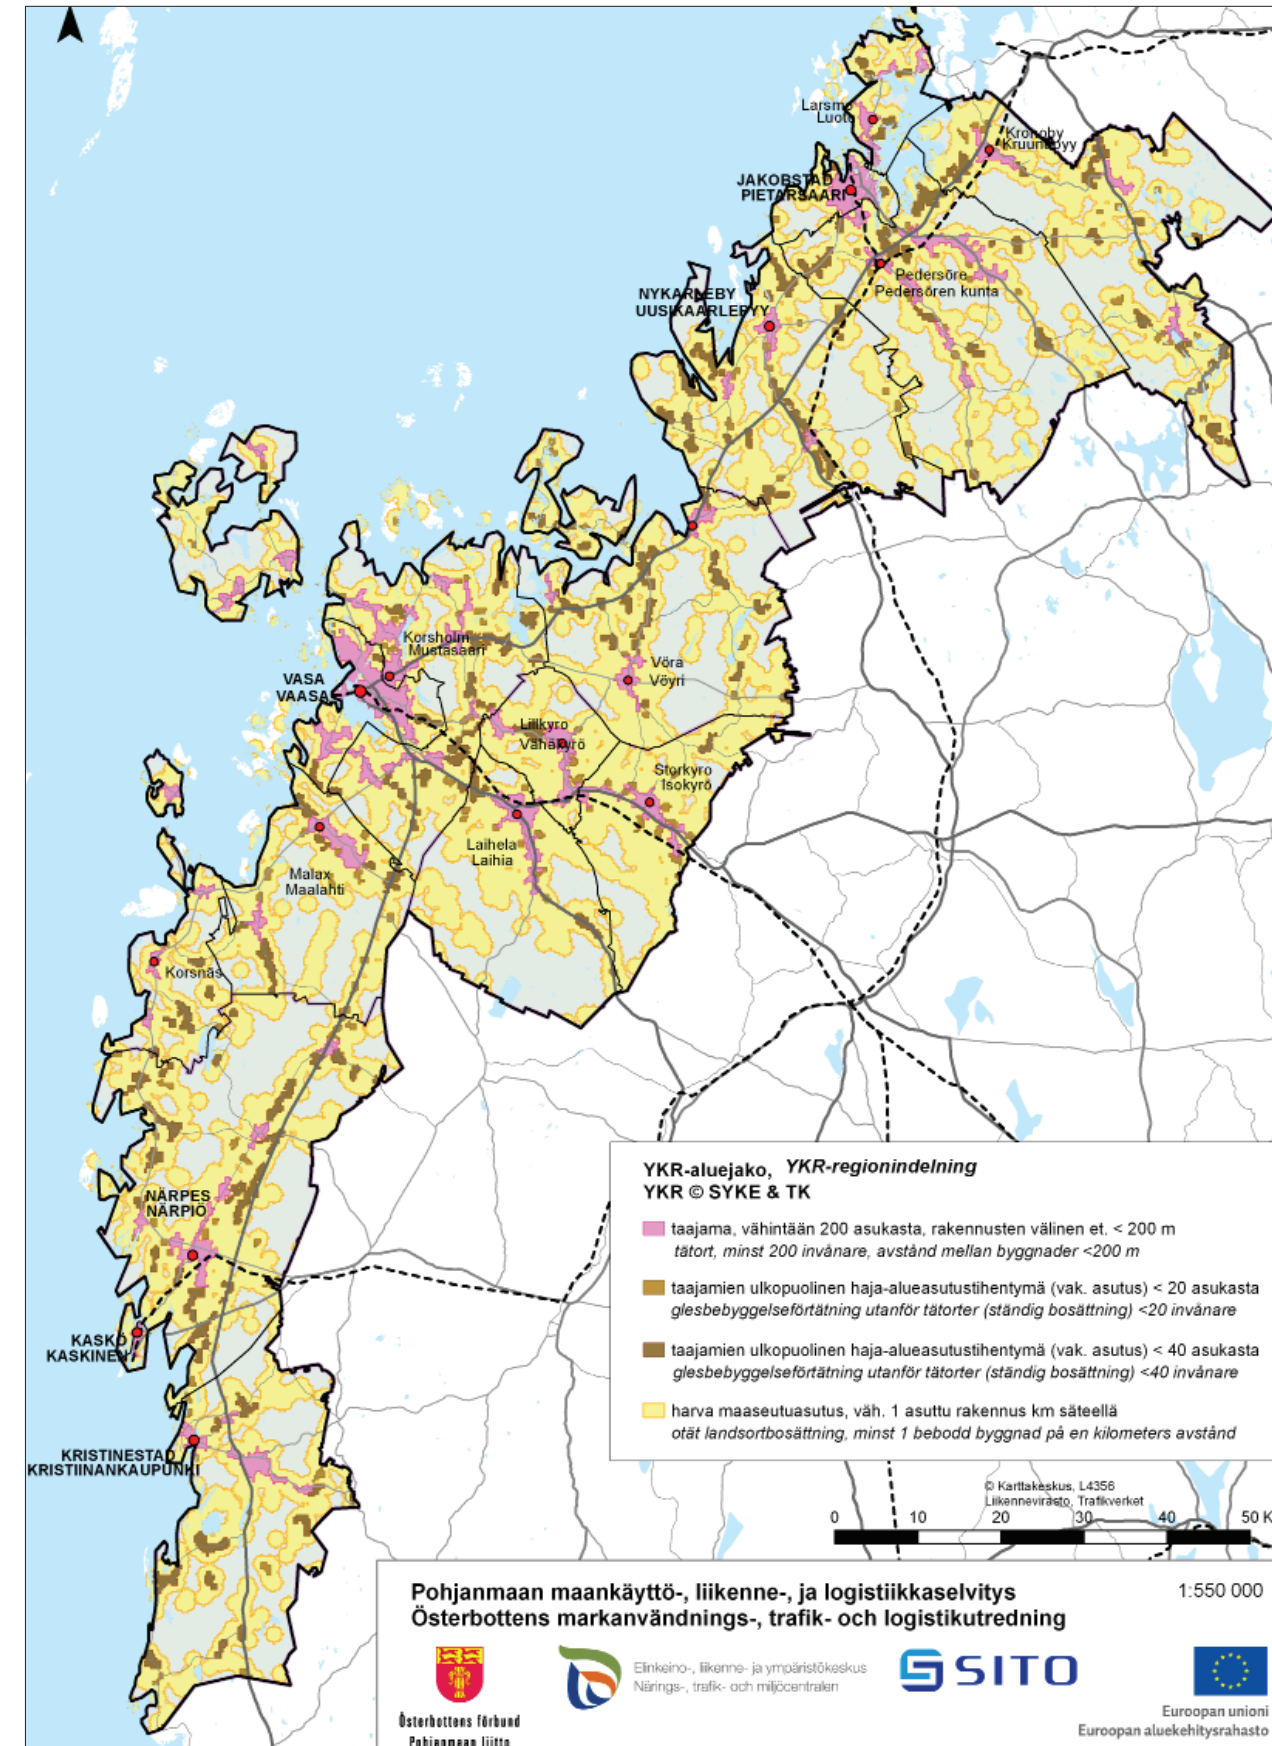 Larsmo
Luoto
Kronoby
Kruunupyy
JAKOBSTAD
PIETARSAARI
Pedersöre
Pedersören kunta
NYKARLEBY
UUSIKAARLEPYY
Korsholm
Mustasaari
VASA
VAASA
Vörå
Vöyri
Lillkyro
Vähäkyrö
Storkyro
Isokyrö
Laihela
Laihia
Malax
Maalahti
Korsnäs
NÄRPES
NÄRPIÖ
KASKÖ
KASKINEN
KRISTINESTAD
KRISTIINANKAUPUNKI
YKR-aluejako, YKR-regionindelning
YKR © SYKE & TK
taajama, vähintään 200 asukasta, rakennusten välinen et. < 200 m
tätort, minst 200 invånare, avstånd mellan byggnader <200 m
taajamien ulkopuolinen haja-alueasutustihentymä (vak. asutus) < 20 asukasta
glesbebyggelseförtätning utanför tätorter (ständig bosättning) <20 invånare
taajamien ulkopuolinen haja-alueasutustihentymä (vak. asutus) < 40 asukasta
glesbebyggelseförtätning utanför tätorter (ständig bosättning) <40 invånare
harva maaseutuasutus, väh. 1 asuttu rakennus km säteellä
otät landsortbosättning, minst 1 bebodd byggnad på en kilometers avstånd
© Karttakeskus, L4356
Liikennevirasto, Trafikverket
0 10 20 30 40 50 K
Pohjanmaan maankäyttö-, liikenne-, ja logistiikkaselvitys
Österbottens markanvändnings-, trafik- och logistikutredning
1:550 000
Österbottens förbund
Pohjanmaan liitto
Elinkeino-, liikenne- ja ympäristökeskus
Närings-, trafik- och miljöcentralen
SITO
Euroopan unioni
Euroopan aluekehitysrahasto